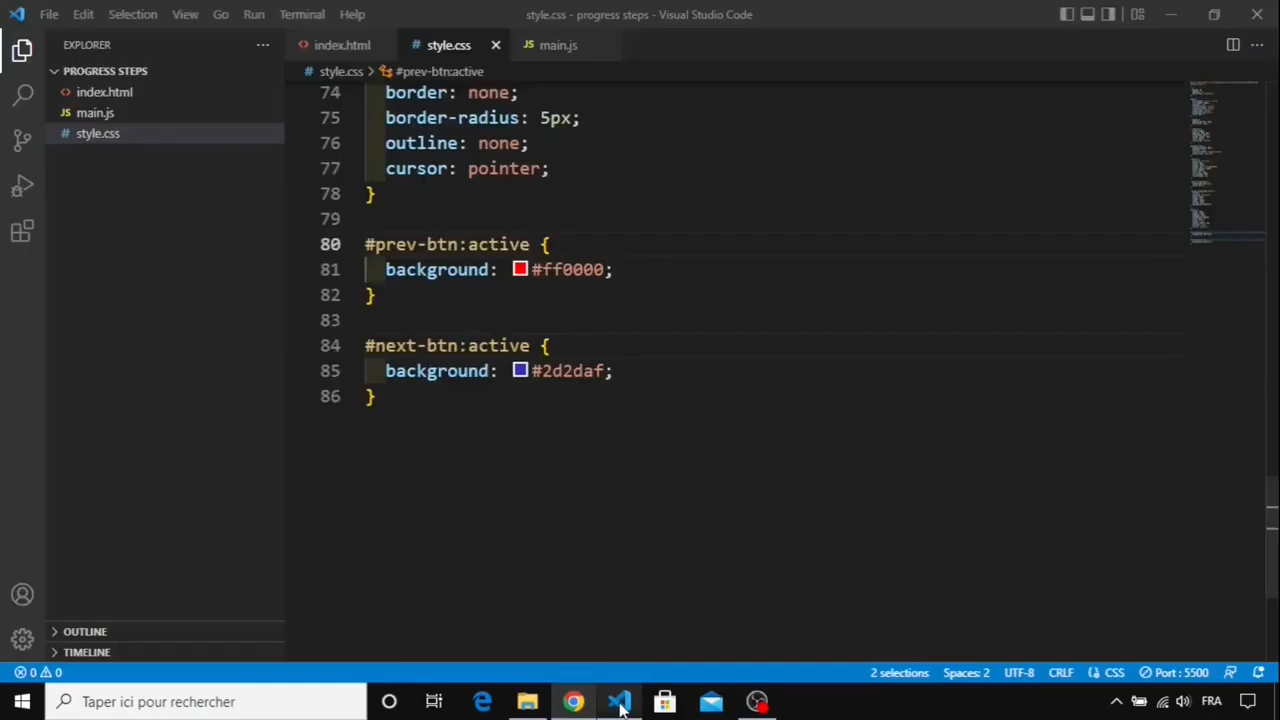 File Edit Selection View Go Run Terminal Help
style.css - progress steps - Visual Studio Code
EXPLORER
index.html
style.css
main.js
style.css > #prev-btn:active
PROGRESS STEPS
index.html
main.js
style.css
74 border: none;
75 border-radius: 5px;
76 outline: none;
77 cursor: pointer;
78 }
79
80 #prev-btn:active {
81 background: #ff0000;
82 }
83
84 #next-btn:active {
85 background: #2d2daf;
86 }
OUTLINE
TIMELINE
0 0
2 selections Spaces: 2 UTF-8 CRLF CSS Port : 5500
Taper ici pour rechercher
FRA